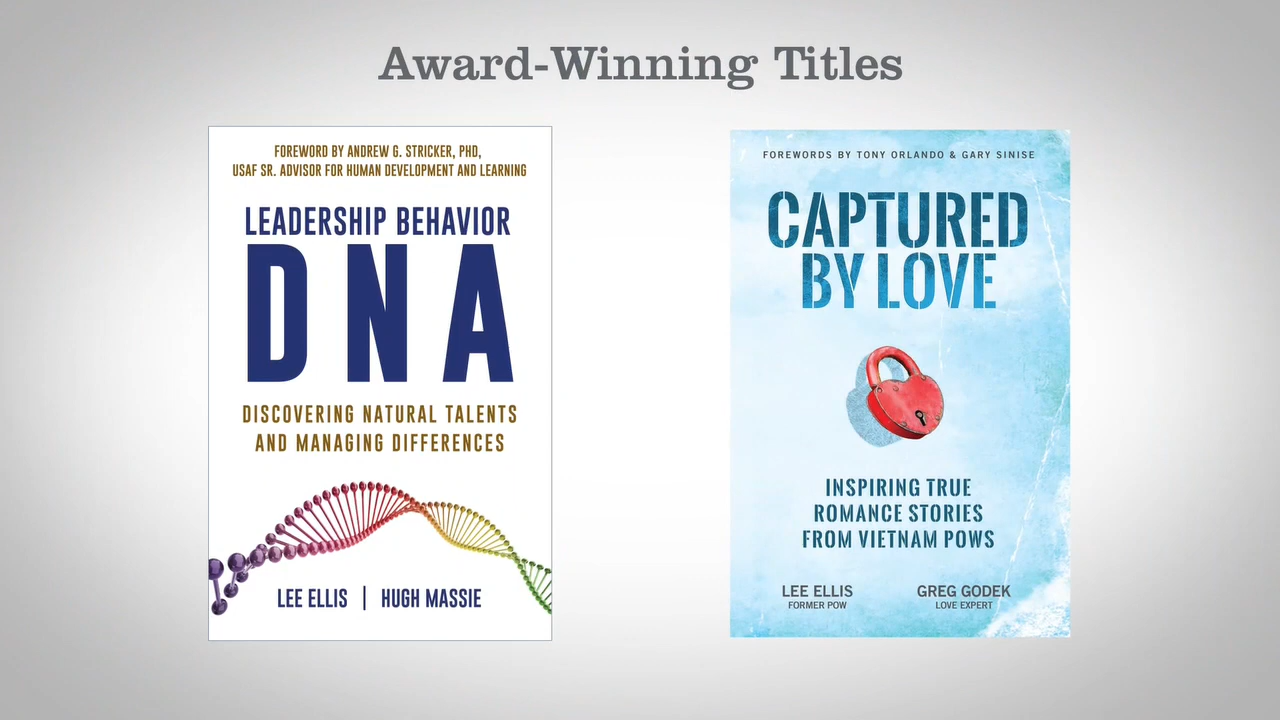 Award-Winning Titles
FOREWORD BY ANDREW G. STRICKER, PHD,
USAF SR. ADVISOR FOR HUMAN DEVELOPMENT AND LEARNING
LEADERSHIP BEHAVIOR
DNA
DISCOVERING NATURAL TALENTS
AND MANAGING DIFFERENCES
LEE ELLIS | HUGH MASSIE
FOREWORDS BY TONY ORLANDO & GARY SINISE
CAPTURED
BY LOVE
INSPIRING TRUE
ROMANCE STORIES
FROM VIETNAM POWS
LEE ELLIS
FORMER POW
GREG GODEK
LOVE EXPERT